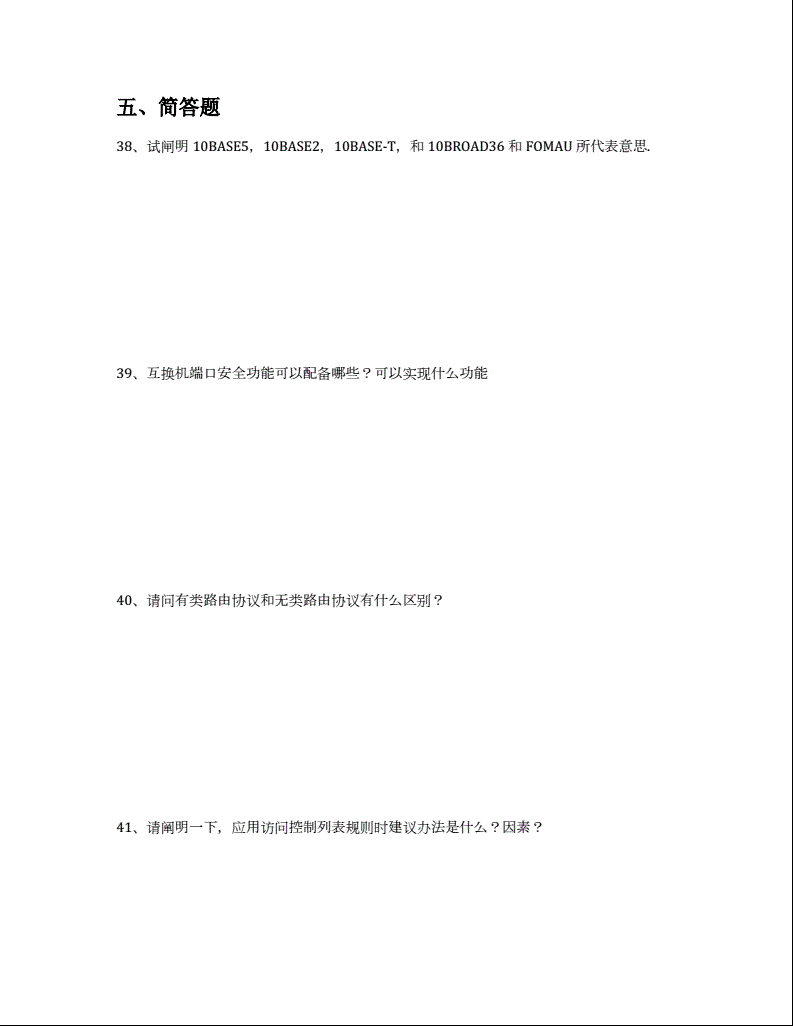 五、简答题
38、试阐明 10BASE5，10BASE2，10BASE-T，和 10BROAD36 和 FOMAU 所代表意思.
39、互换机端口安全功能可以配备哪些？可以实现什么功能
40、请问有类路由协议和无类路由协议有什么区别？
41、请阐明一下，应用访问控制列表规则时建议办法是什么？因素？